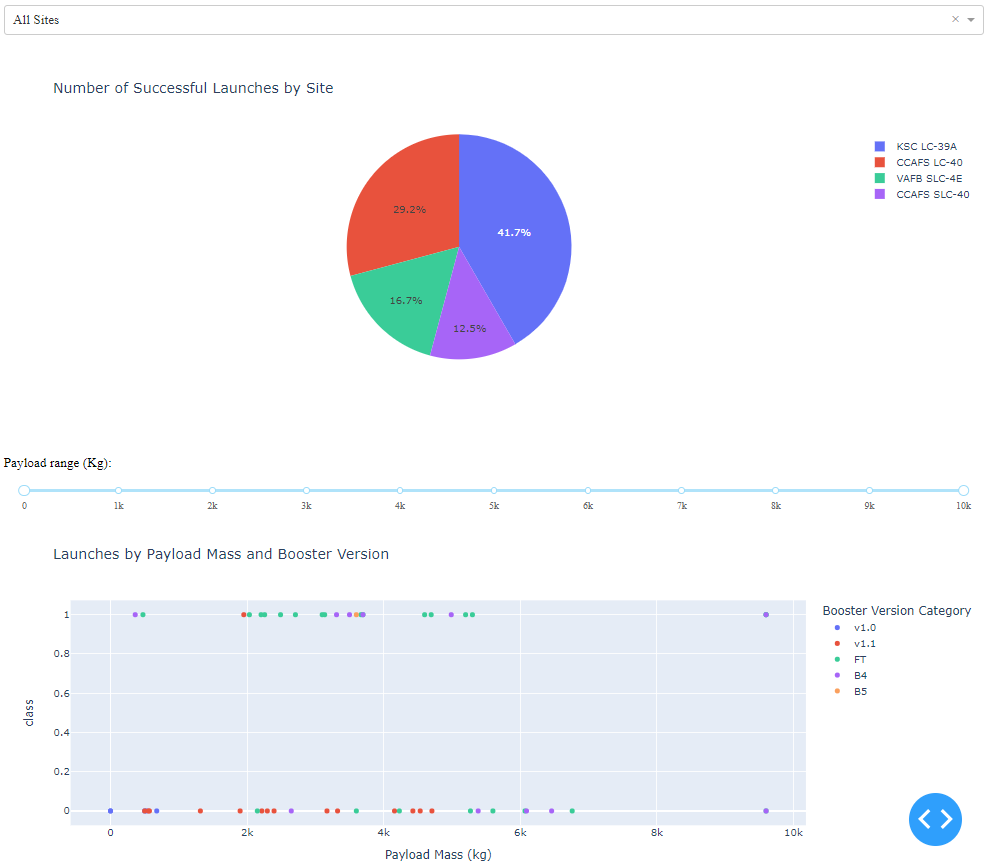 All Sites × 
Number of Successful Launches by Site
KSC LC-39A
CCAFS LC-40
VAFB SLC-4E
CCAFS SLC-40
29.2%
41.7%
16.7%
12.5%
Payload range (Kg):
0 1k 2k 3k 4k 5k 6k 7k 8k 9k 10k
Launches by Payload Mass and Booster Version
1
0.8
0.6
0.4
0.2
0
class
0 2k 4k 6k 8k 10k
Payload Mass (kg)
Booster Version Category
v1.0
v1.1
FT
B4
B5